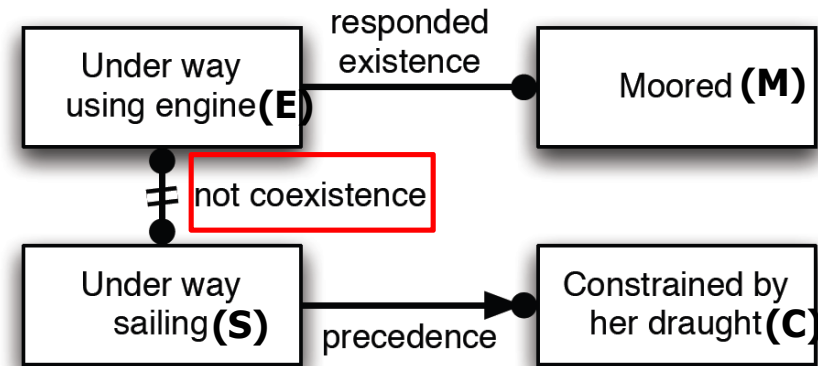 Under way
using engine(E)
responded
existence
Moored (M)
not coexistence
Under way
sailing(S)
precedence
Constrained by
her draught(C)